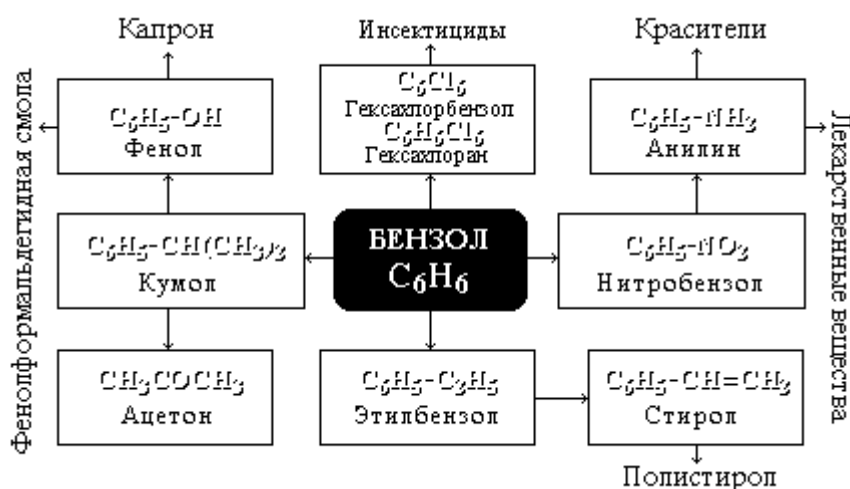 Капрон
Инсектициды
Красители
Фенолформальдегидная смола
C₆H₅-OH
Фенол
C₆Cl₆
Гексахлорбензол
C₆H₆Cl₆
Гексахлоран
C₆H₅-NH₂
Анилин
Лекарственные вещества
C₆H₅-CH(CH₃)₂
Кумол
БЕНЗОЛ
C₆H₆
C₆H₅-NO₂
Нитробензол
CH₃COCH₃
Ацетон
C₆H₅-C₂H₅
Этилбензол
C₆H₅-CH=CH₂
Стирол
Полистирол